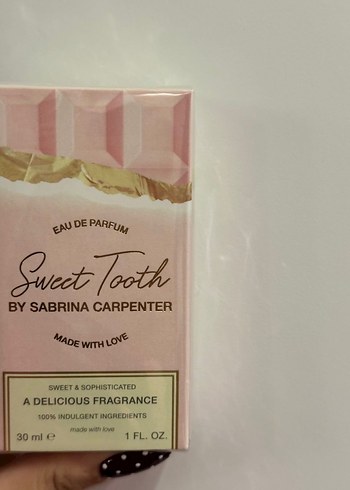 EAU DE PARFUM
Sweet Tooth
BY SABRINA CARPENTER
MADE WITH LOVE
SWEET & SOPHISTICATED
A DELICIOUS FRAGRANCE
100% INDULGENT INGREDIENTS
made with love
30 ml ℮ 1 FL. OZ.